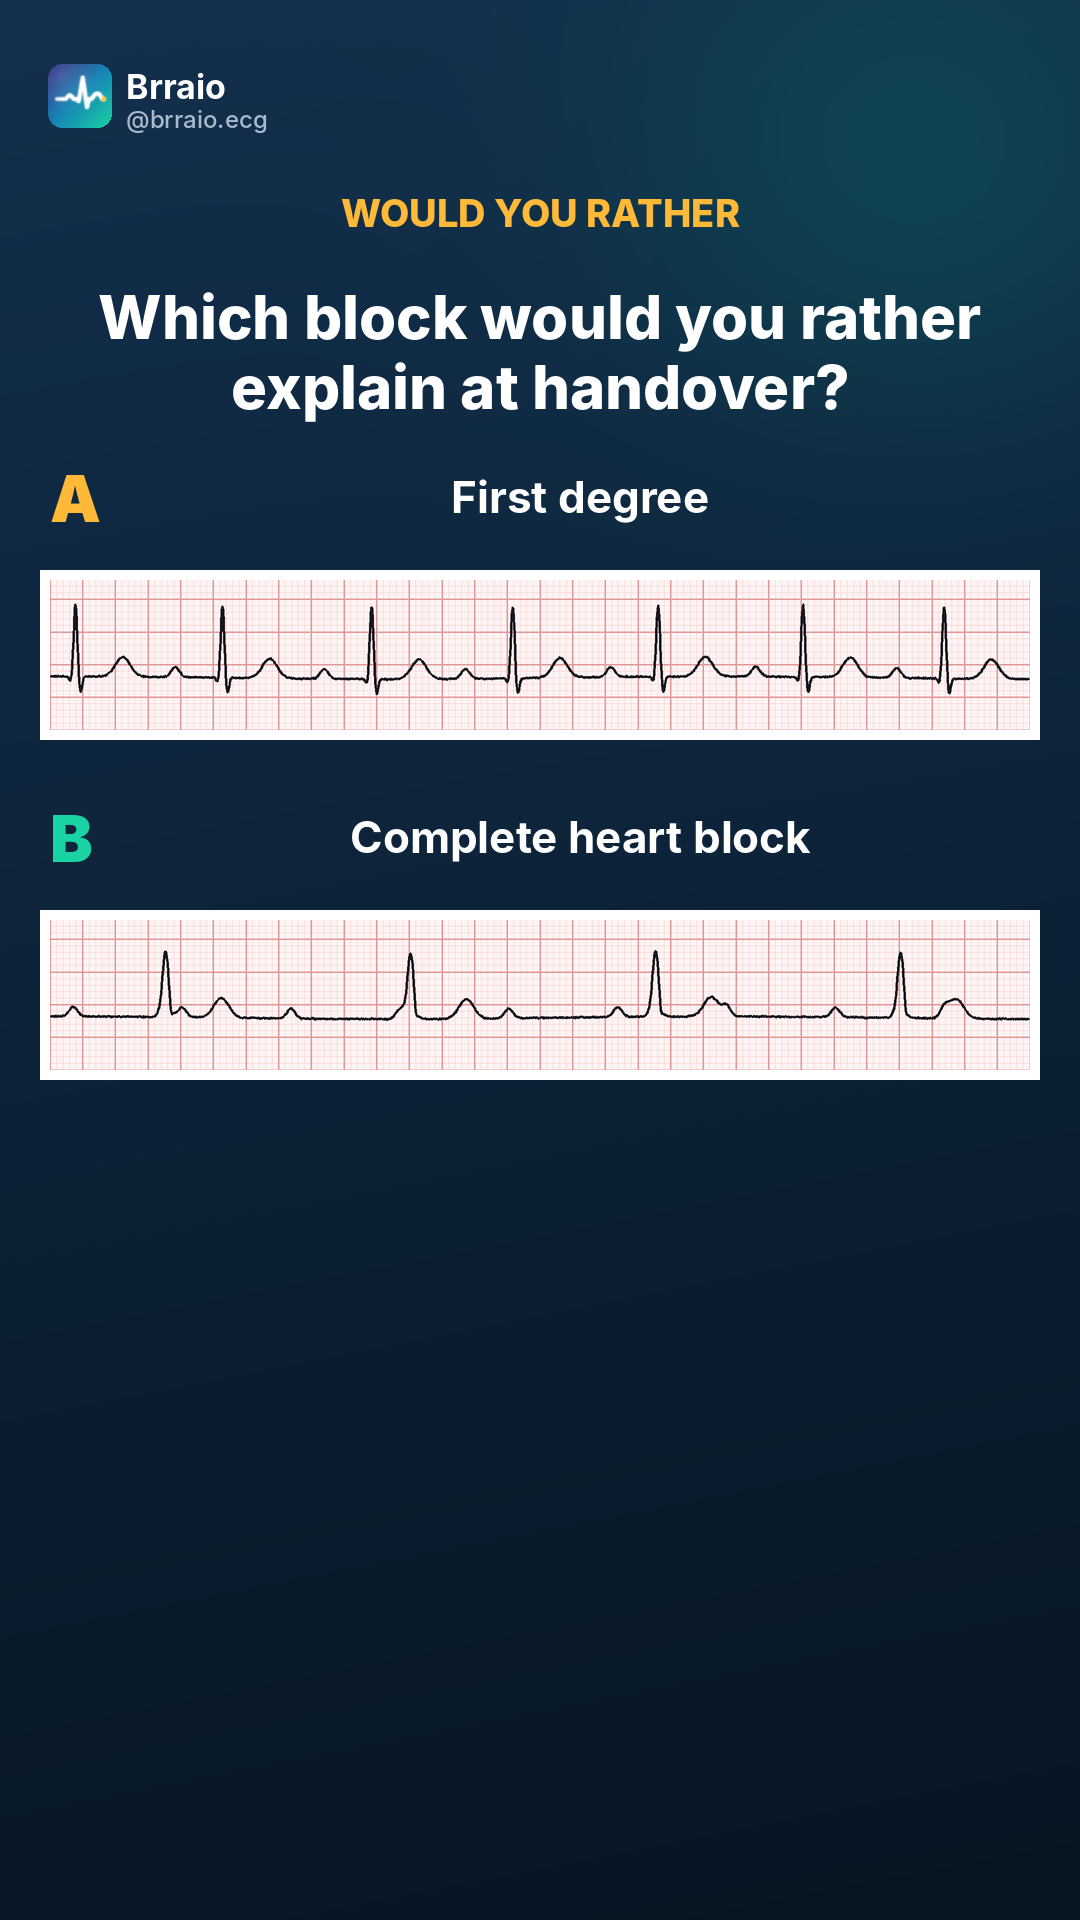 Brraio
@brraio.ecg
WOULD YOU RATHER
Which block would you rather
explain at handover?
A
First degree
B
Complete heart block